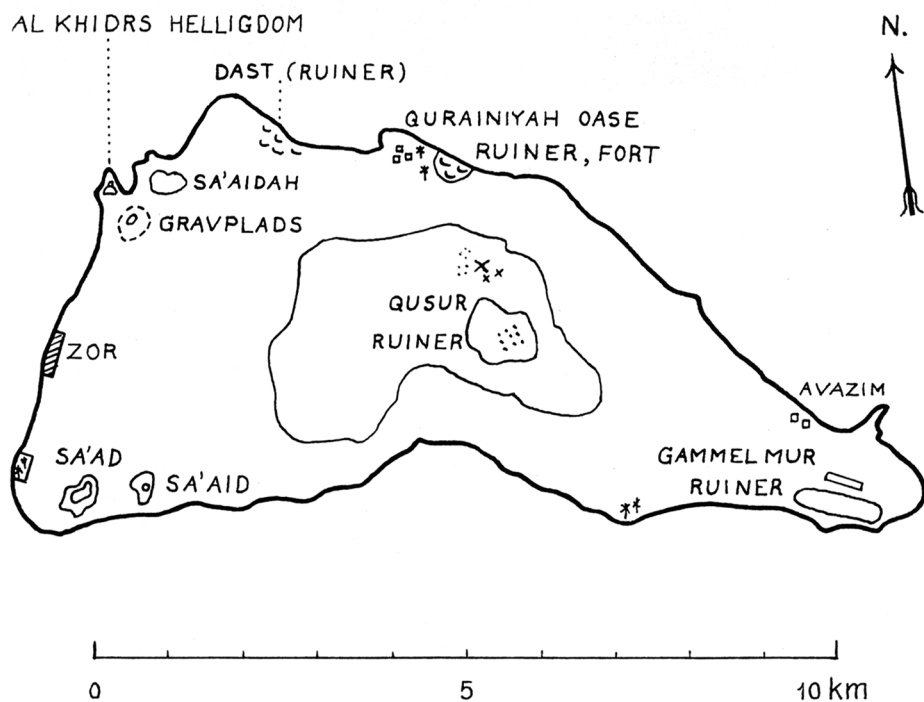 AL KHIDRS HELLIGDOM
N.
DAST (RUINER)
QURAINIYAH OASE
RUINER, FORT
SA'AIDAH
GRAVPLADS
QUSUR
RUINER
ZOR
AVAZIM
SA'AD
SA'AID
GAMMEL MUR
RUINER
0 5 10 km